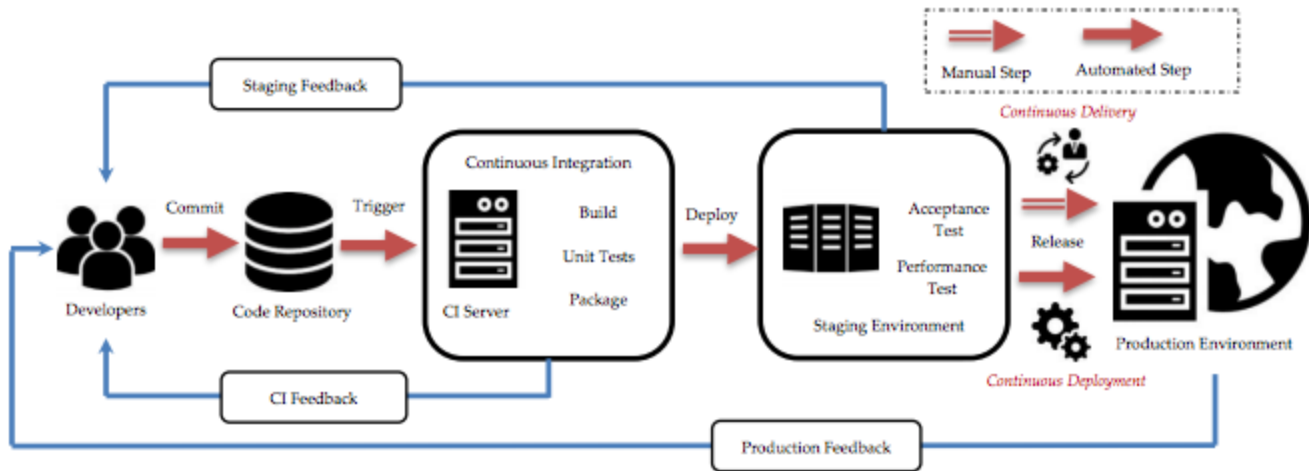 Staging Feedback
Manual Step
Automated Step
Continuous Delivery
Continuous Integration
Commit
Trigger
Build
Unit Tests
Package
Deploy
Acceptance
Test
Performance
Test
Release
Developers
Code Repository
CI Server
Staging Environment
Production Environment
Continuous Deployment
CI Feedback
Production Feedback